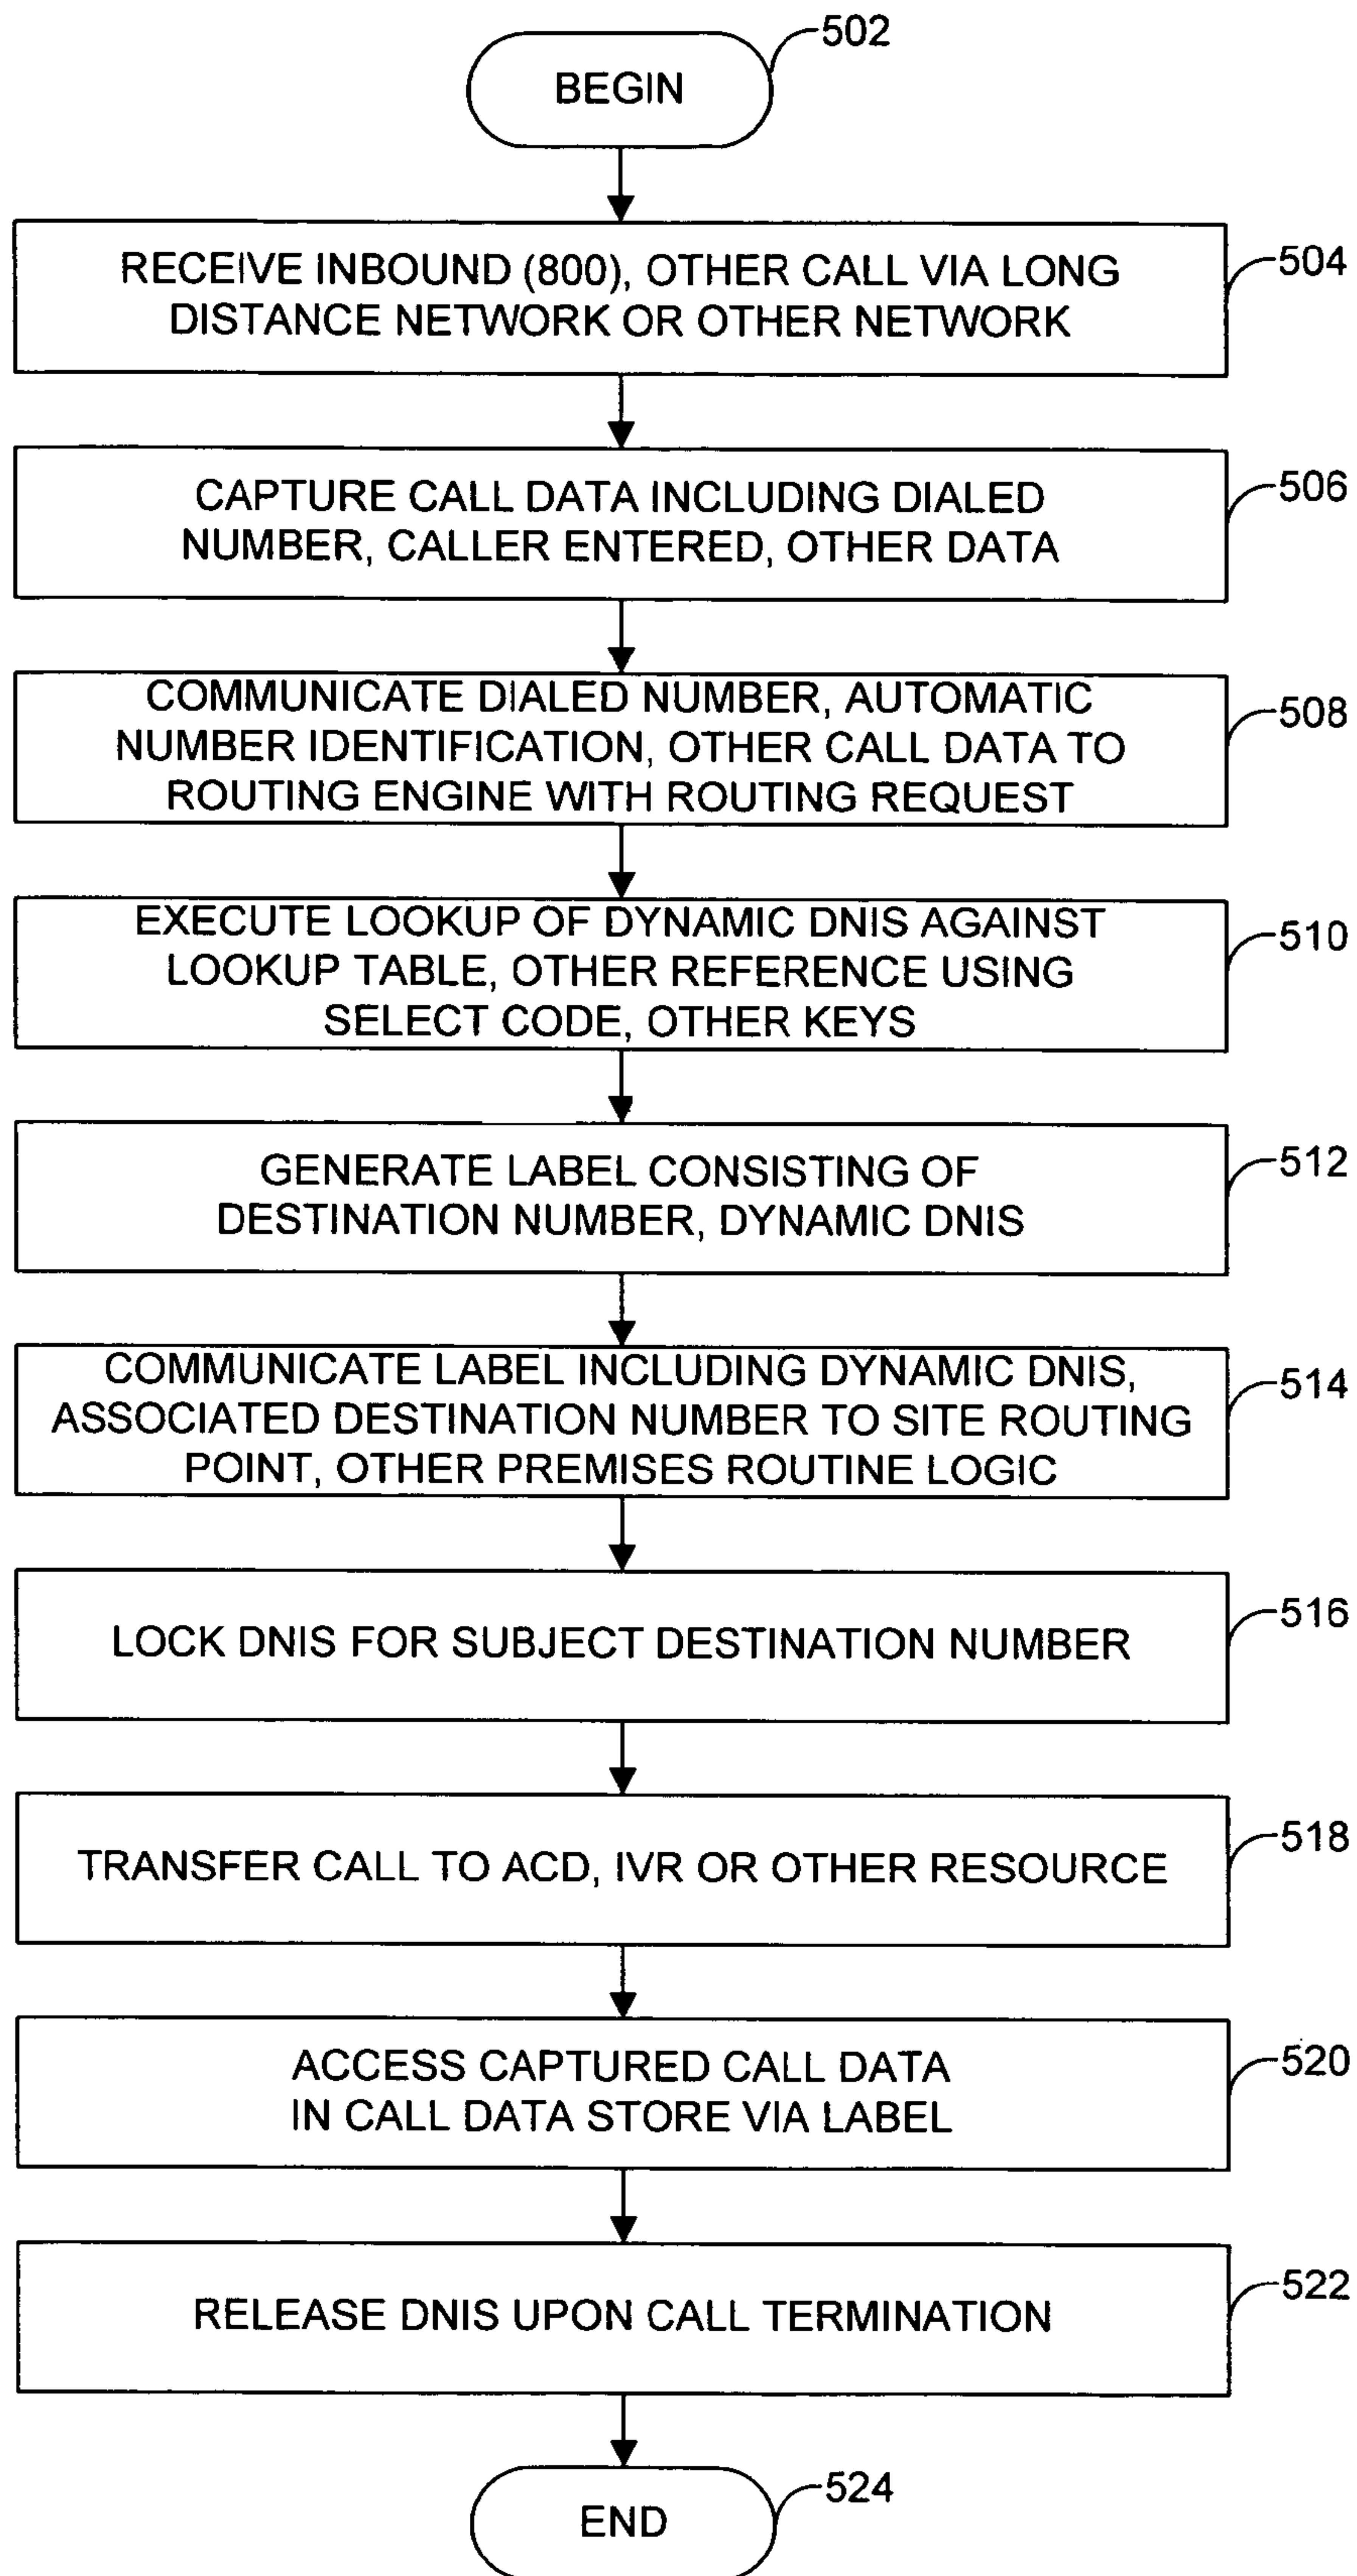 502
BEGIN
RECEIVE INBOUND (800), OTHER CALL VIA LONG
DISTANCE NETWORK OR OTHER NETWORK
504
CAPTURE CALL DATA INCLUDING DIALED
NUMBER, CALLER ENTERED, OTHER DATA
506
COMMUNICATE DIALED NUMBER, AUTOMATIC
NUMBER IDENTIFICATION, OTHER CALL DATA TO
ROUTING ENGINE WITH ROUTING REQUEST
508
EXECUTE LOOKUP OF DYNAMIC DNIS AGAINST
LOOKUP TABLE, OTHER REFERENCE USING
SELECT CODE, OTHER KEYS
510
GENERATE LABEL CONSISTING OF
DESTINATION NUMBER, DYNAMIC DNIS
512
COMMUNICATE LABEL INCLUDING DYNAMIC DNIS,
ASSOCIATED DESTINATION NUMBER TO SITE ROUTING
POINT, OTHER PREMISES ROUTINE LOGIC
514
LOCK DNIS FOR SUBJECT DESTINATION NUMBER
516
TRANSFER CALL TO ACD, IVR OR OTHER RESOURCE
518
ACCESS CAPTURED CALL DATA
IN CALL DATA STORE VIA LABEL
520
RELEASE DNIS UPON CALL TERMINATION
522
END
524